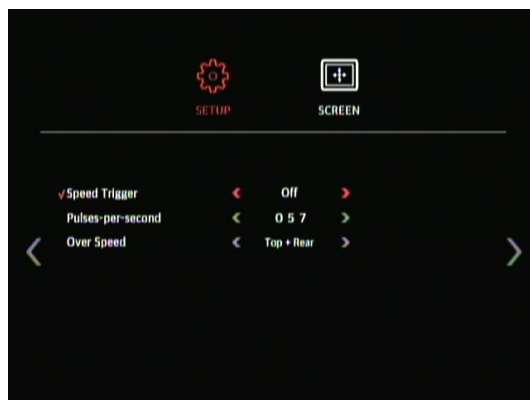 SETUP SCREEN
√ Speed Trigger < Off >
Pulses-per-second < 0 5 7 >
Over Speed < Top + Rear >